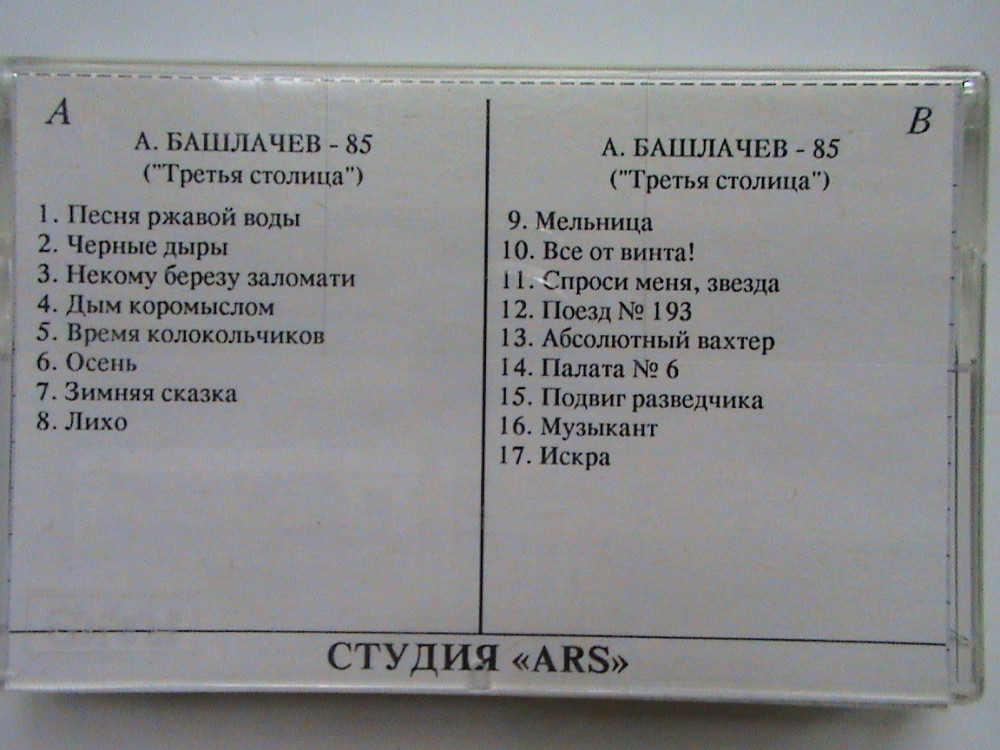 A
А. БАШЛАЧЕВ - 85
("Третья столица")
1. Песня ржавой воды
2. Черные дыры
3. Некому березу заломати
4. Дым коромыслом
5. Время колокольчиков
6. Осень
7. Зимняя сказка
8. Лихо
B
А. БАШЛАЧЕВ - 85
("Третья столица")
9. Мельница
10. Все от винта!
11. Спроси меня, звезда
12. Поезд № 193
13. Абсолютный вахтер
14. Палата № 6
15. Подвиг разведчика
16. Музыкант
17. Искра
СТУДИЯ «ARS»